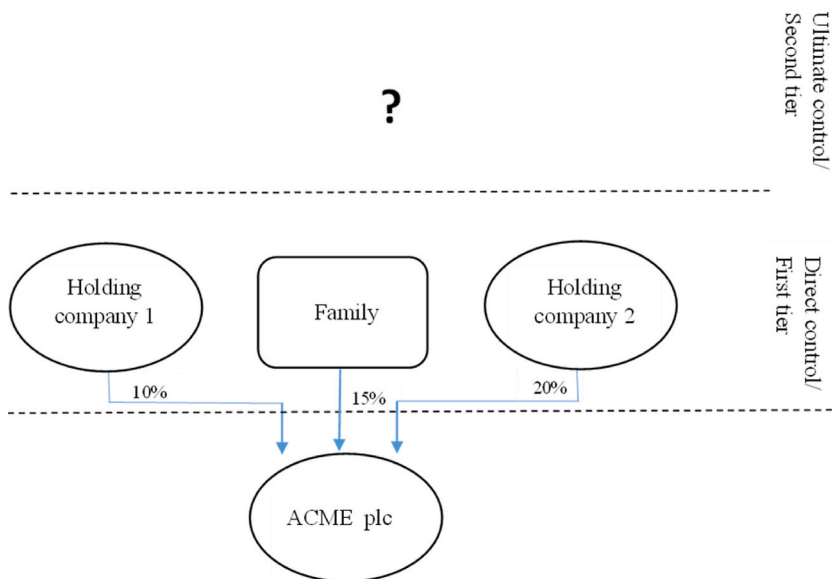 Ultimate control/
Second tier
?
Direct control/
First tier
Holding
company 1
Family
Holding
company 2
10%
15%
20%
ACME plc